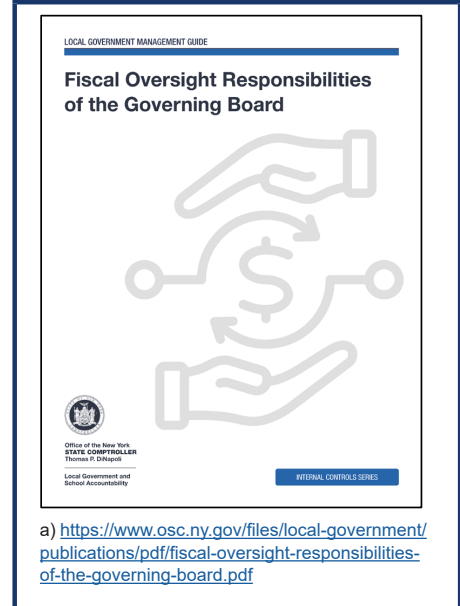 LOCAL GOVERNMENT MANAGEMENT GUIDE
Fiscal Oversight Responsibilities
of the Governing Board
$
Office of the New York
STATE COMPTROLLER
Thomas P. DiNapoli
Local Government and
School Accountability
INTERNAL CONTROLS SERIES
a) https://www.osc.ny.gov/files/local-government/
publications/pdf/fiscal-oversight-responsibilities-
of-the-governing-board.pdf